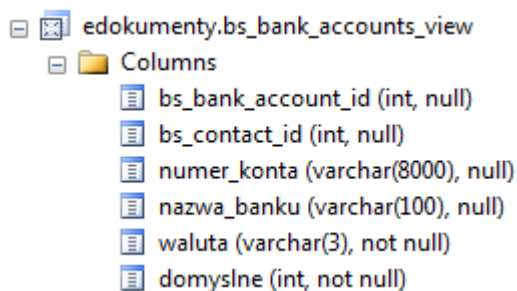 edokumenty.bs_bank_accounts_view
Columns
bs_bank_account_id (int, null)
bs_contact_id (int, null)
numer_konta (varchar(8000), null)
nazwa_banku (varchar(100), null)
waluta (varchar(3), not null)
domyslne (int, not null)